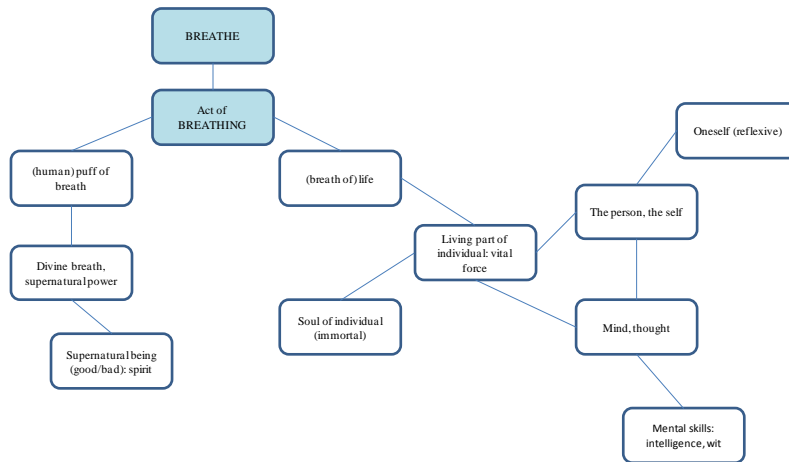 BREATHE
Act of
BREATHING
Oneself (reflexive)
(human) puff of
breath
(breath of) life
The person, the self
Living part of
individual: vital
force
Divine breath,
supernatural power
Soul of individual
(immortal)
Mind, thought
Supernatural being
(good/bad): spirit
Mental skills:
intelligence, wit